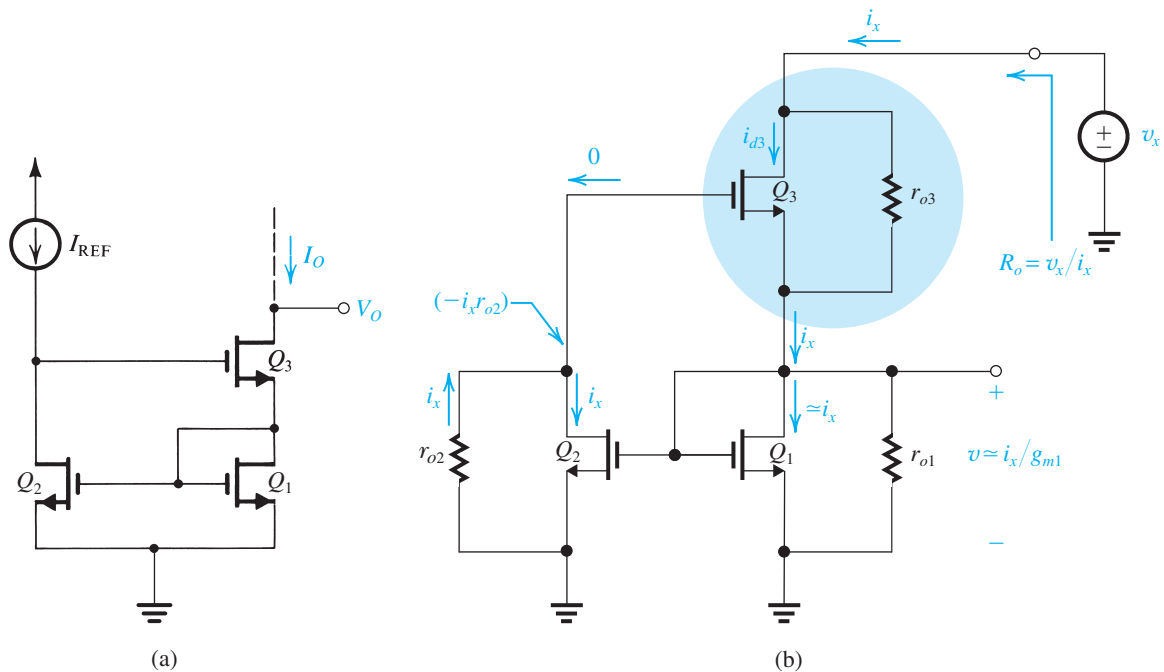 I_REF
I_O
V_O
Q_3
Q_2
Q_1
(a)
i_x
i_d3
v_x
0
Q_3
r_o3
R_o = v_x/i_x
(−i_x r_o2)
i_x
i_x
i_x
≃i_x
+
r_o2
Q_2
Q_1
r_o1
v ≃ i_x/g_m1
−
(b)